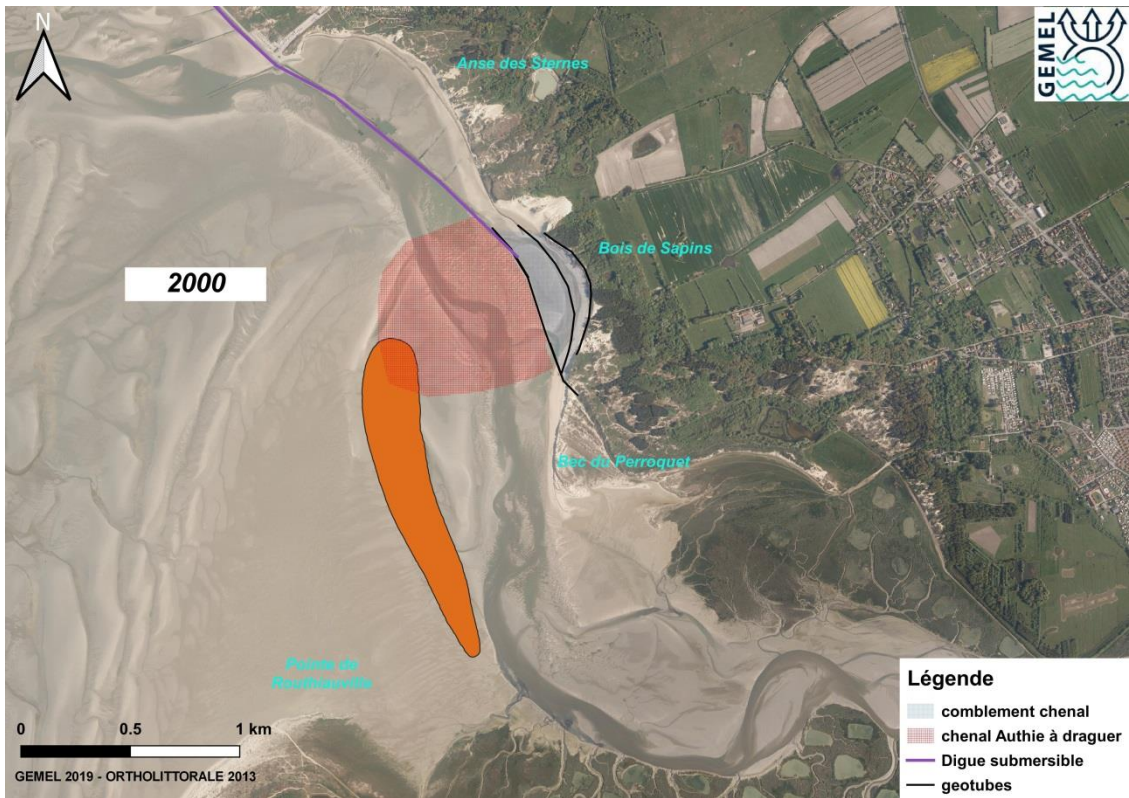 N
Anse des Sternes
GEMEL
Bois de Sapins
2000
Bec du Perroquet
Pointe de
Routhiauville
0 0.5 1 km
GEMEL 2019 - ORTHOLITTORALE 2013
Légende
comblement chenal
chenal Authie à draguer
Digue submersible
geotubes